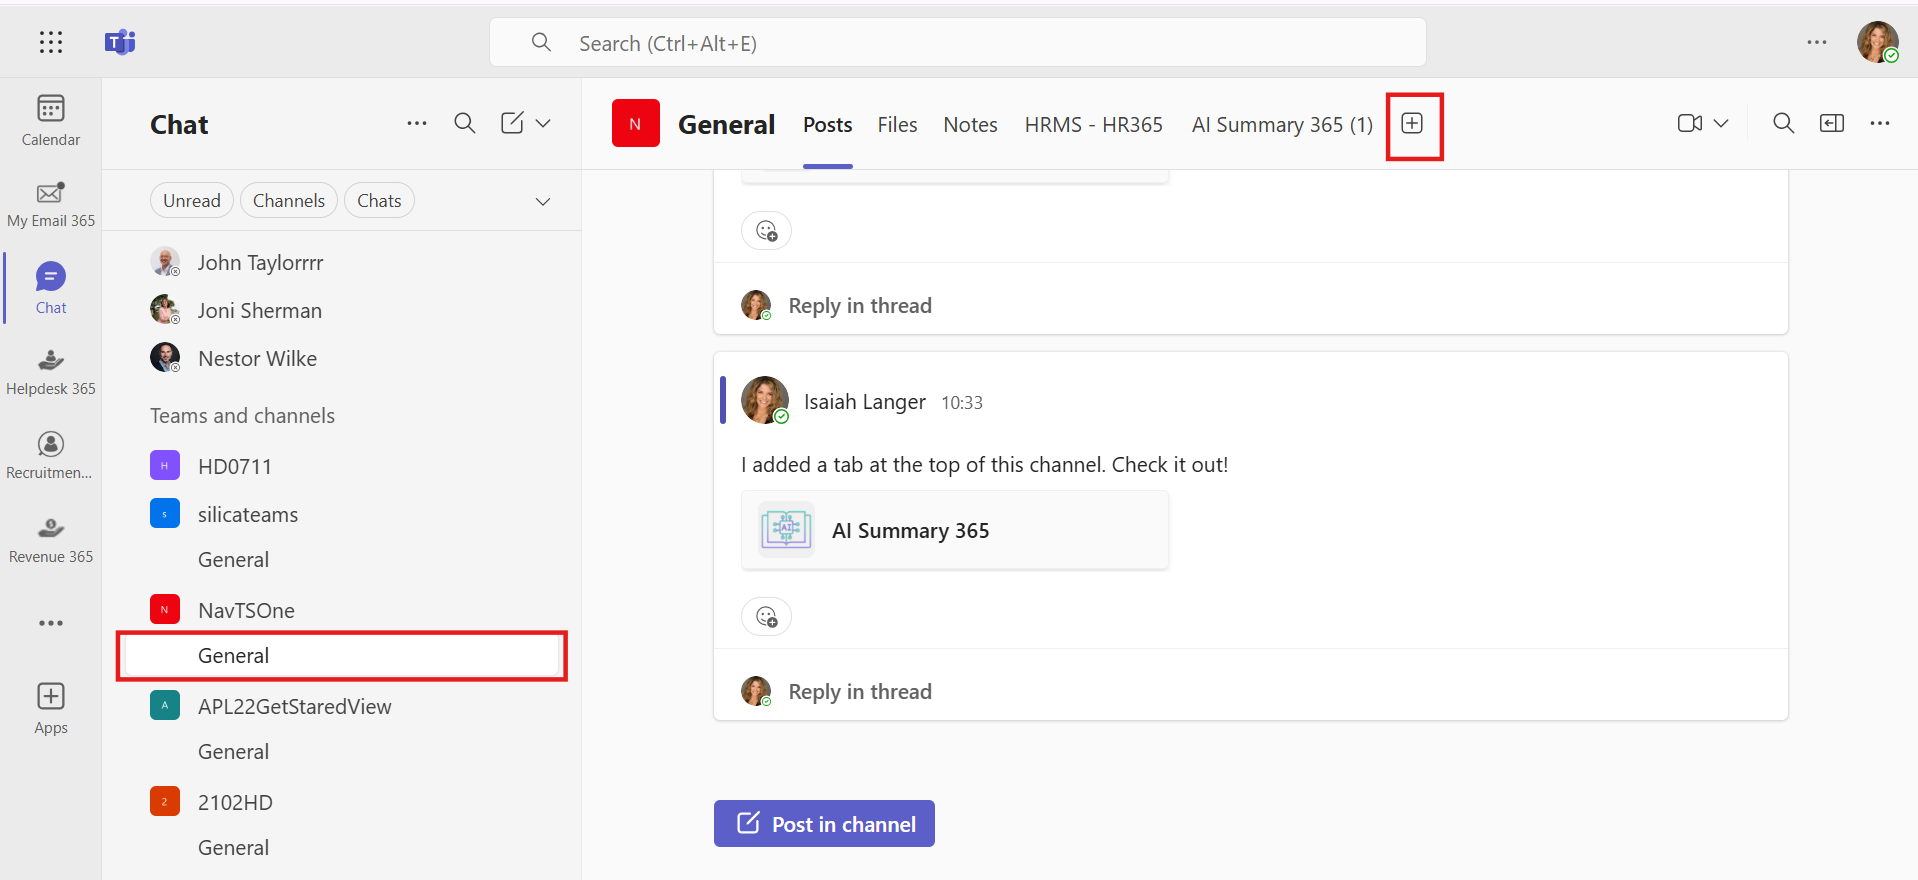 Search (Ctrl+Alt+E)
Calendar
My Email 365
Chat
Helpdesk 365
Recruitmen...
Revenue 365
Apps
Chat
Unread
Channels
Chats
John Taylorrrr
Joni Sherman
Nestor Wilke
Teams and channels
H
HD0711
s
silicateams
General
N
NavTSOne
General
A
APL22GetStaredView
General
2
2102HD
General
N
General
Posts
Files
Notes
HRMS - HR365
AI Summary 365 (1)
Reply in thread
Isaiah Langer 10:33
I added a tab at the top of this channel. Check it out!
AI
AI Summary 365
Reply in thread
Post in channel